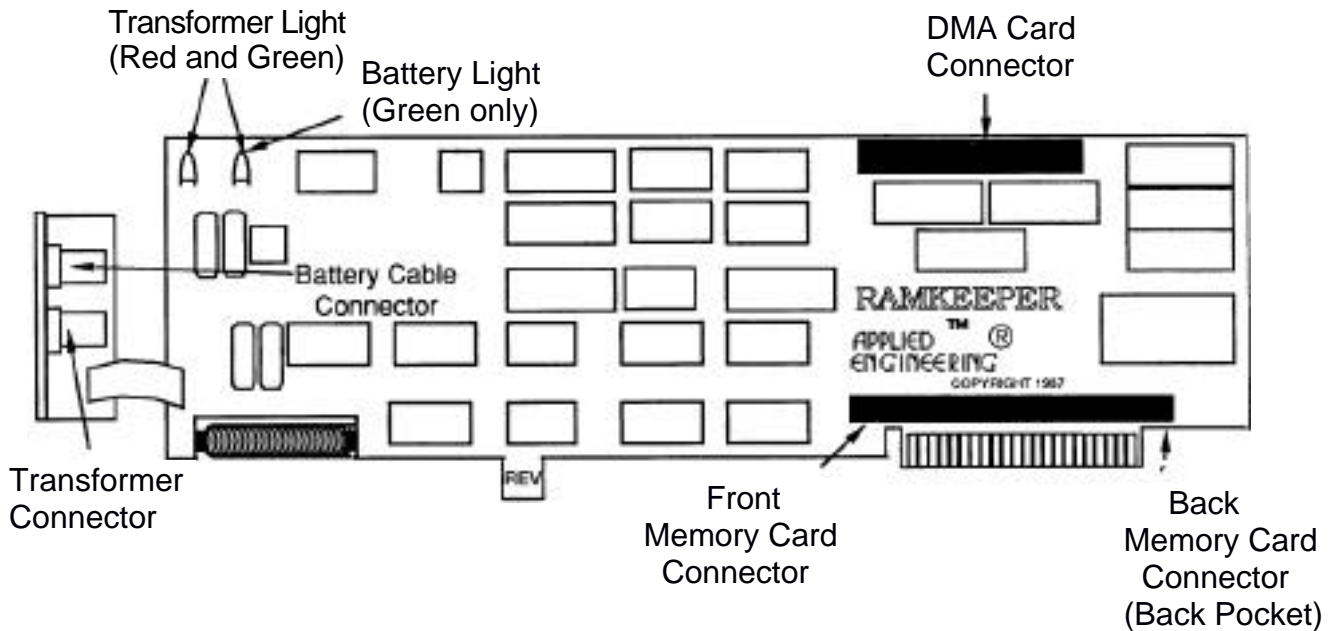 Transformer Light
(Red and Green)
Battery Light
(Green only)
DMA Card
Connector
Battery Cable
Connector
RAMKEEPER
TM
APPLIED ®
ENGINEERING
COPYRIGHT 1987
REV
Transformer
Connector
Front
Memory Card
Connector
Back
Memory Card
Connector
(Back Pocket)